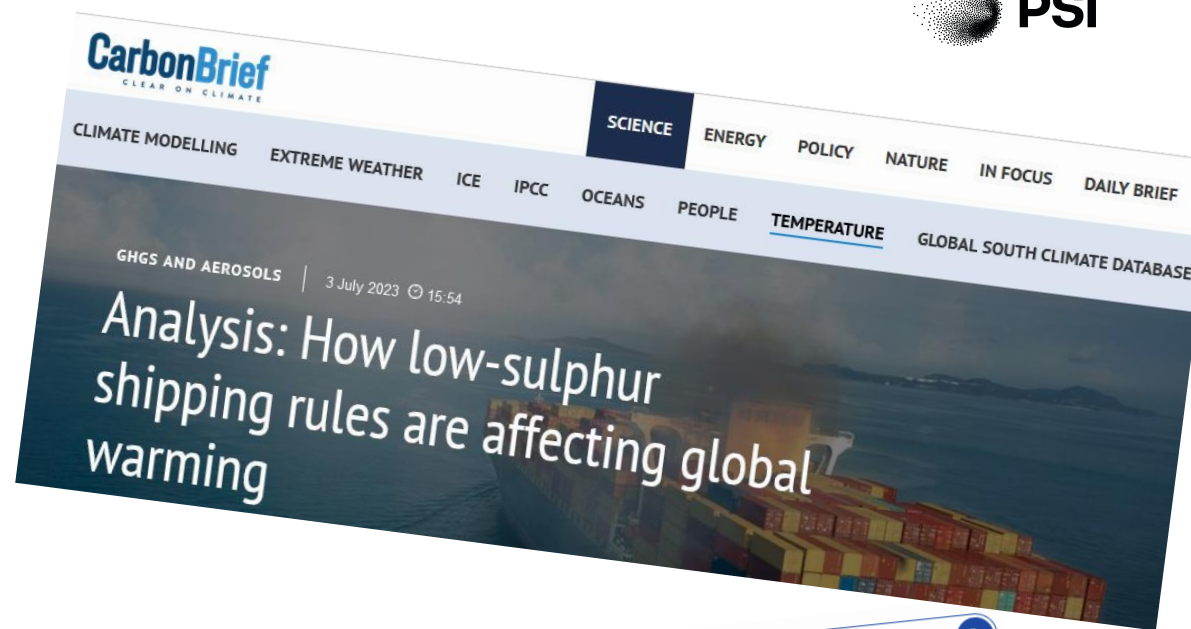 PSI
CarbonBrief
CLEAR ON CLIMATE
SCIENCE ENERGY POLICY NATURE IN FOCUS DAILY BRIEF
CLIMATE MODELLING EXTREME WEATHER ICE IPCC OCEANS PEOPLE TEMPERATURE GLOBAL SOUTH CLIMATE DATABASE
GHGS AND AEROSOLS | 3 July 2023 15:54
Analysis: How low-sulphur
shipping rules are affecting global
warming